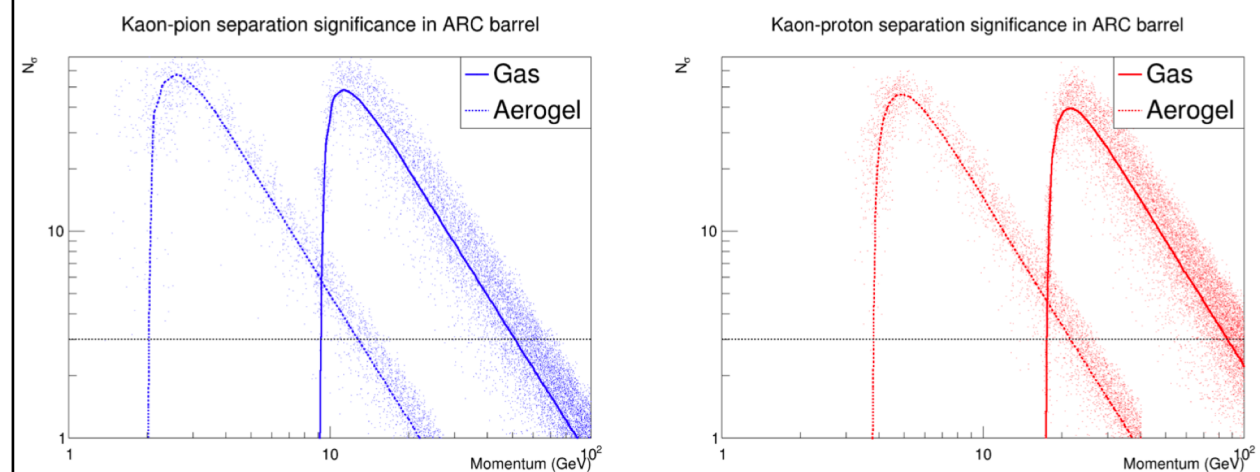 Kaon-pion separation significance in ARC barrel
Nσ
Gas
Aerogel
10
1
1
10
10²
Momentum (GeV)
Kaon-proton separation significance in ARC barrel
Nσ
Gas
Aerogel
10
1
1
10
10²
Momentum (GeV)